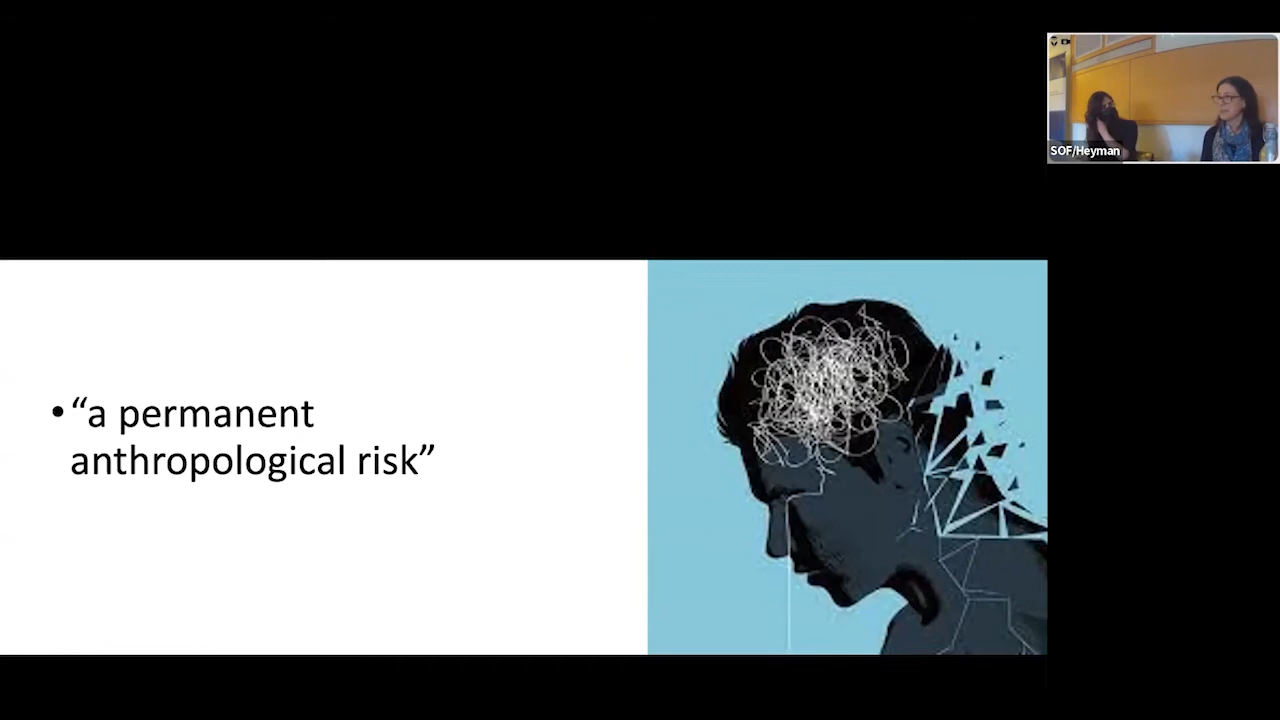 SOF/Heyman
• “a permanent
anthropological risk”